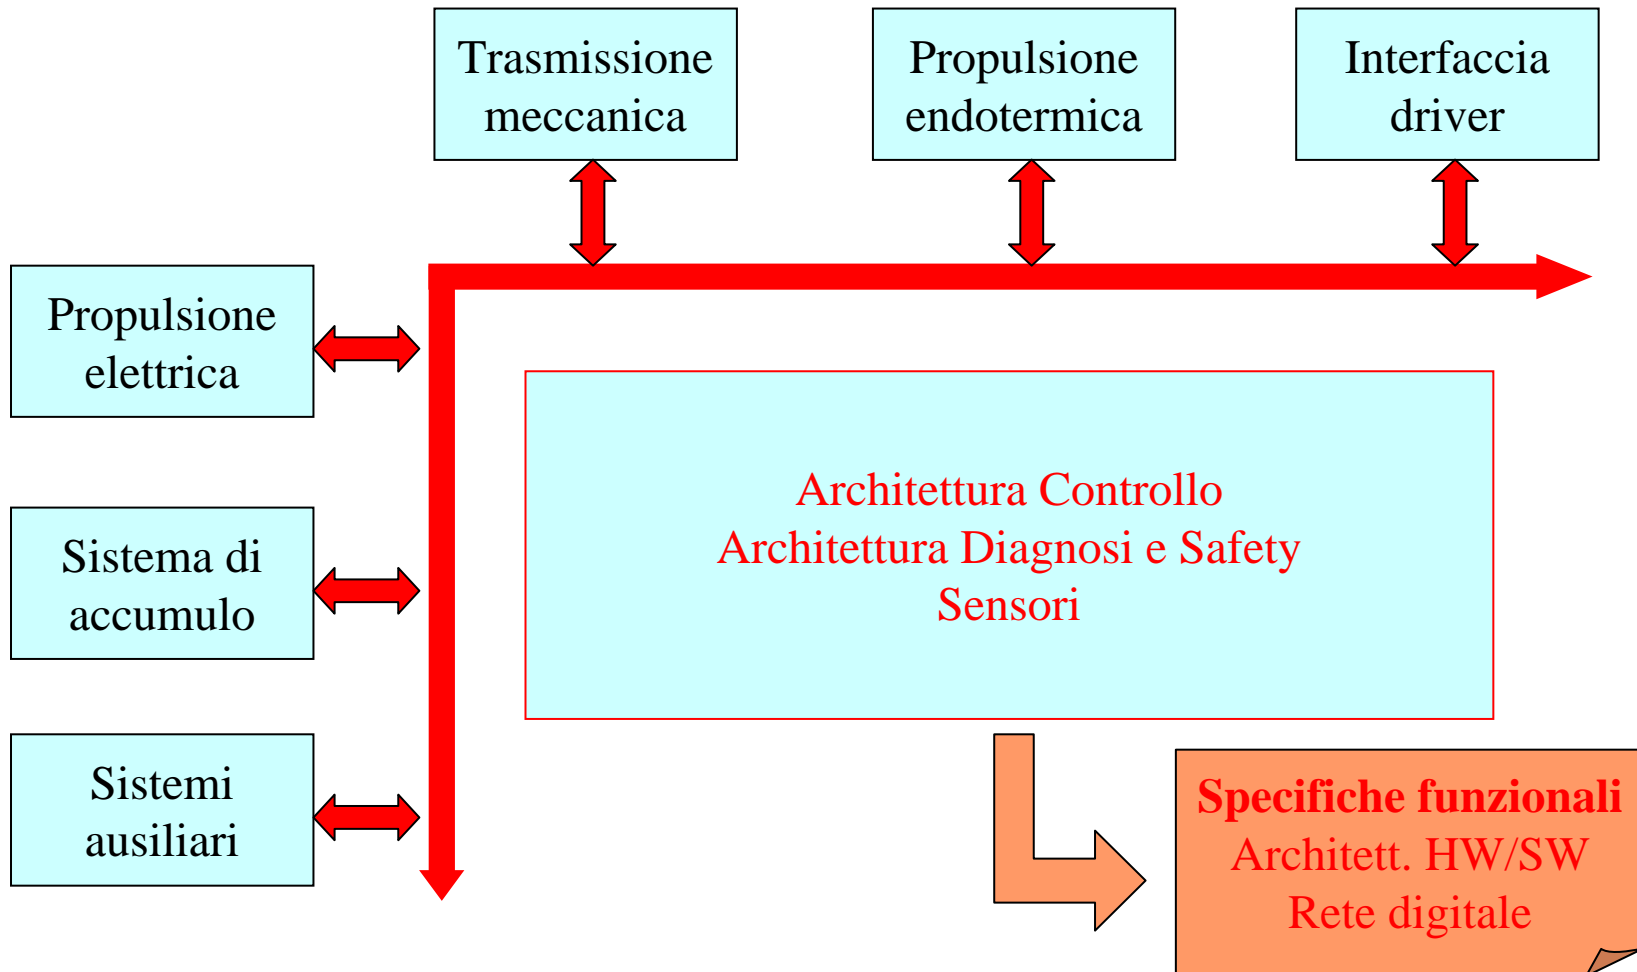 Trasmissione
meccanica
Propulsione
endotermica
Interfaccia
driver
Propulsione
elettrica
Sistema di
accumulo
Sistemi
ausiliari
Architettura Controllo
Architettura Diagnosi e Safety
Sensori
Specifiche funzionali
Architett. HW/SW
Rete digitale